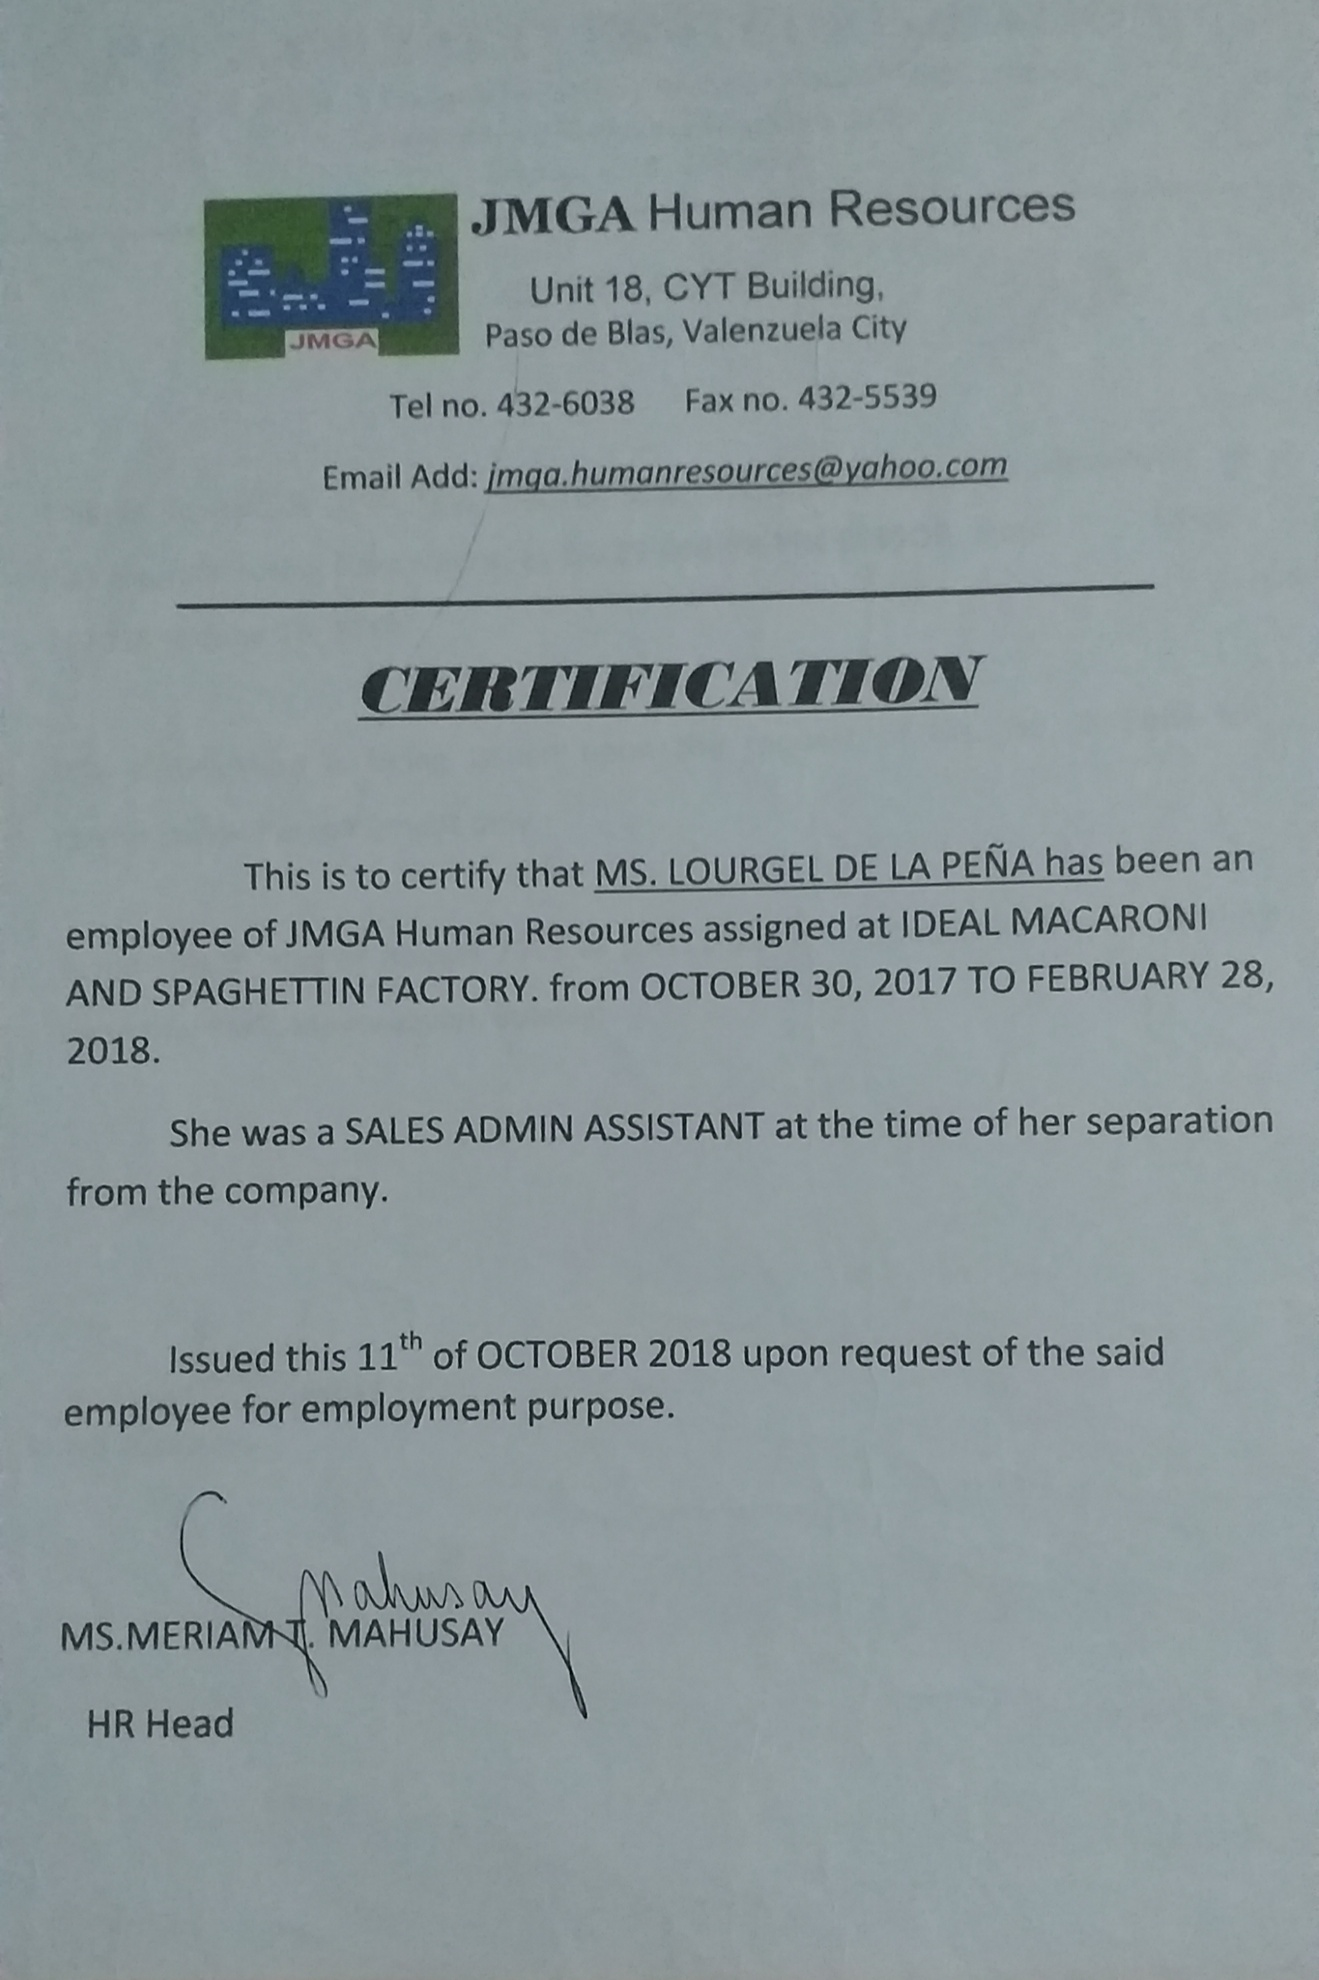 JMGA Human Resources
Unit 18, CYT Building,
Paso de Blas, Valenzuela City
JMGA
Tel no. 432-6038 Fax no. 432-5539
Email Add: jmga.humanresources@yahoo.com
CERTIFICATION
This is to certify that MS. LOURGEL DE LA PEÑA has been an
employee of JMGA Human Resources assigned at IDEAL MACARONI
AND SPAGHETTIN FACTORY. from OCTOBER 30, 2017 TO FEBRUARY 28,
2018.
She was a SALES ADMIN ASSISTANT at the time of her separation
from the company.
Issued this 11th of OCTOBER 2018 upon request of the said
employee for employment purpose.
Mahusay
MS.MERIAM T. MAHUSAY
HR Head